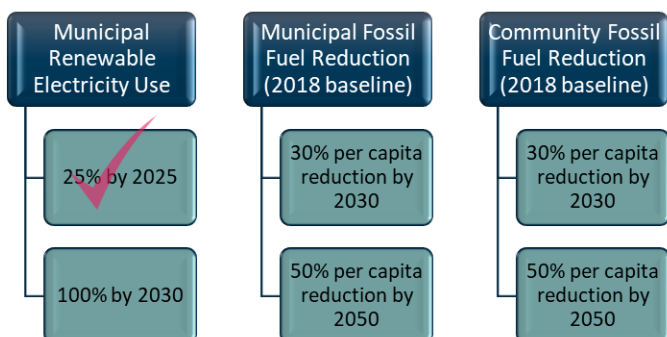 Municipal
Renewable
Electricity Use
25% by 2025
100% by 2030
Municipal Fossil
Fuel Reduction
(2018 baseline)
30% per capita
reduction by
2030
50% per capita
reduction by
2050
Community Fossil
Fuel Reduction
(2018 baseline)
30% per capita
reduction by
2030
50% per capita
reduction by
2050